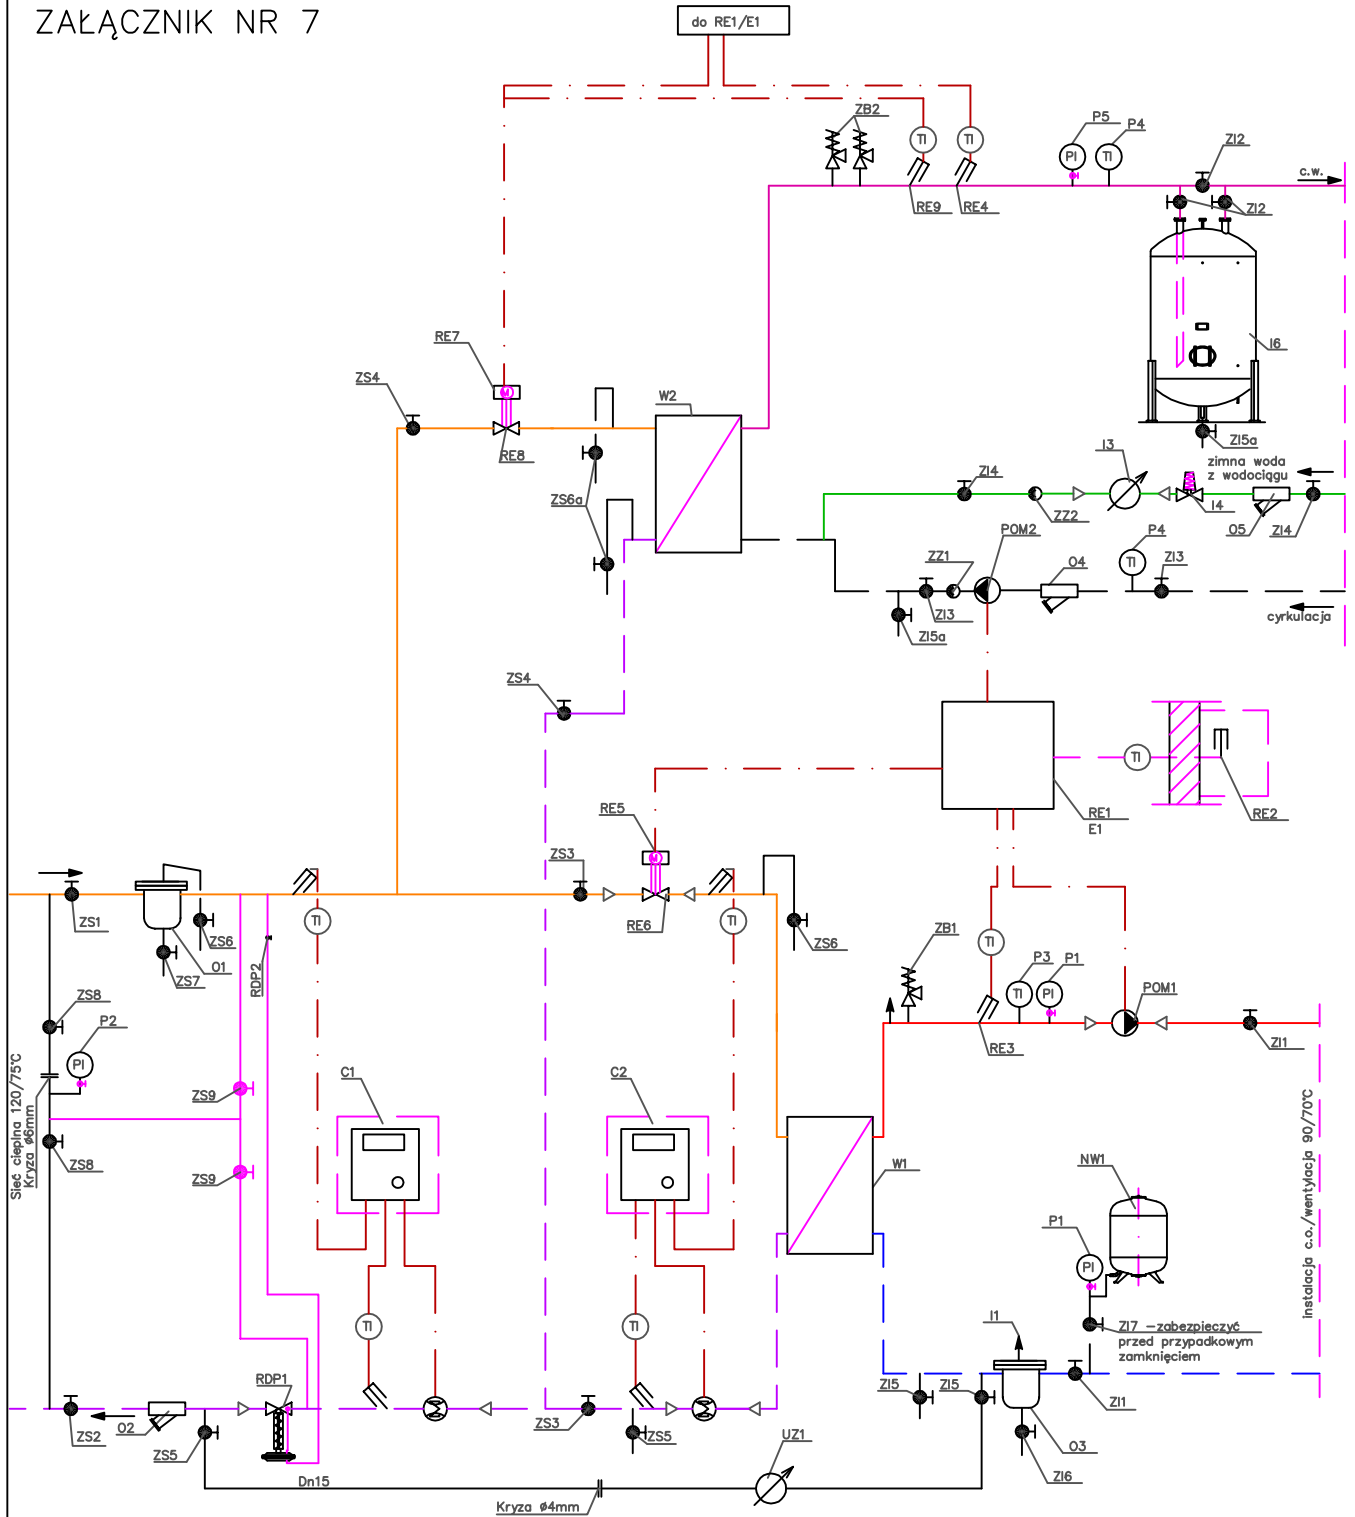 ZAŁĄCZNIK NR 7
do RE1/E1
ZB2
P5
P4
ZI2
TI
TI
PI
TI
c.w.
RE9
RE4
ZI2
RE7
I6
ZS4
M
W2
RE8
ZI5a
I3
zimna woda
z wodociągu
ZI4
ZS6a
ZZ2
I4
O5
ZI4
POM2
P4
ZZ1
O4
ZI3
TI
ZI3
cyrkulacja
ZI5a
ZS4
TI
RE5
RE1
E1
RE2
ZS3
M
ZS1
TI
RE6
TI
ZS6
O1
ZS6
ZS7
RDP2
ZB1
TI
P3
P1
ZS8
P2
TI
PI
POM1
RE3
ZI1
PI
Sieć cieplna 120/75°C
Kryza ø6mm
C1
C2
ZS9
ZS8
W1
NW1
ZS9
P1
instalacja c.o./wentylacja 90/70°C
PI
TI
TI
I1
ZI7 -zabezpieczyć
przed przypadkowym
zamknięciem
RDP1
ZI5
ZI5
ZI1
ZS2
O2
ZS5
ZS3
ZS5
UZ1
O3
ZI6
Dn15
Kryza ø4mm